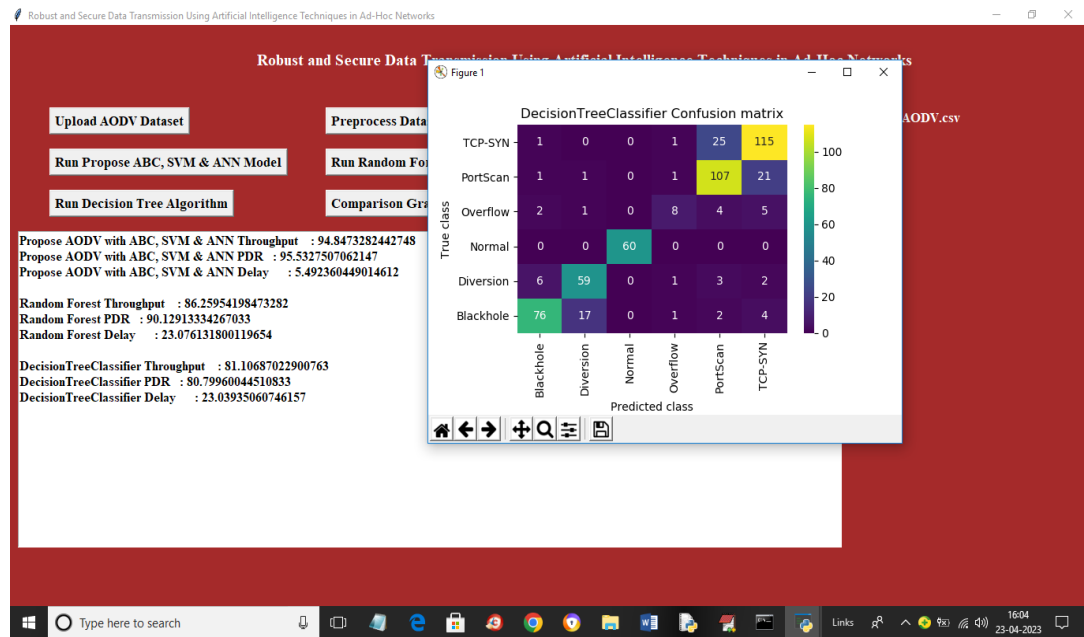 Robust and Secure Data Transmission Using Artificial Intelligence Techniques in Ad-Hoc Networks
Robust and Secure Data Transmission Using Artificial Intelligence Techniques in Ad-Hoc Networks
Upload AODV Dataset
Preprocess Data
AODV.csv
Run Propose ABC, SVM & ANN Model
Run Random For
Run Decision Tree Algorithm
Comparison Gra
Propose AODV with ABC, SVM & ANN Throughput : 94.8473282442748
Propose AODV with ABC, SVM & ANN PDR : 95.5327507062147
Propose AODV with ABC, SVM & ANN Delay : 5.492360449014612
Random Forest Throughput : 86.25954198473282
Random Forest PDR : 90.12913334267033
Random Forest Delay : 23.076131800119654
DecisionTreeClassifier Throughput : 81.10687022900763
DecisionTreeClassifier PDR : 80.79960044510833
DecisionTreeClassifier Delay : 23.03935060746157
Figure 1
DecisionTreeClassifier Confusion matrix
True class
TCP-SYN 1 0 0 1 25 115
PortScan 1 1 0 1 107 21
Overflow 2 1 0 8 4 5
Normal 0 0 60 0 0 0
Diversion 6 59 0 1 3 2
Blackhole 76 17 0 1 2 4
Blackhole Diversion Normal Overflow PortScan TCP-SYN
Predicted class
100
80
60
40
20
0
Type here to search
Links
16:04
23-04-2023